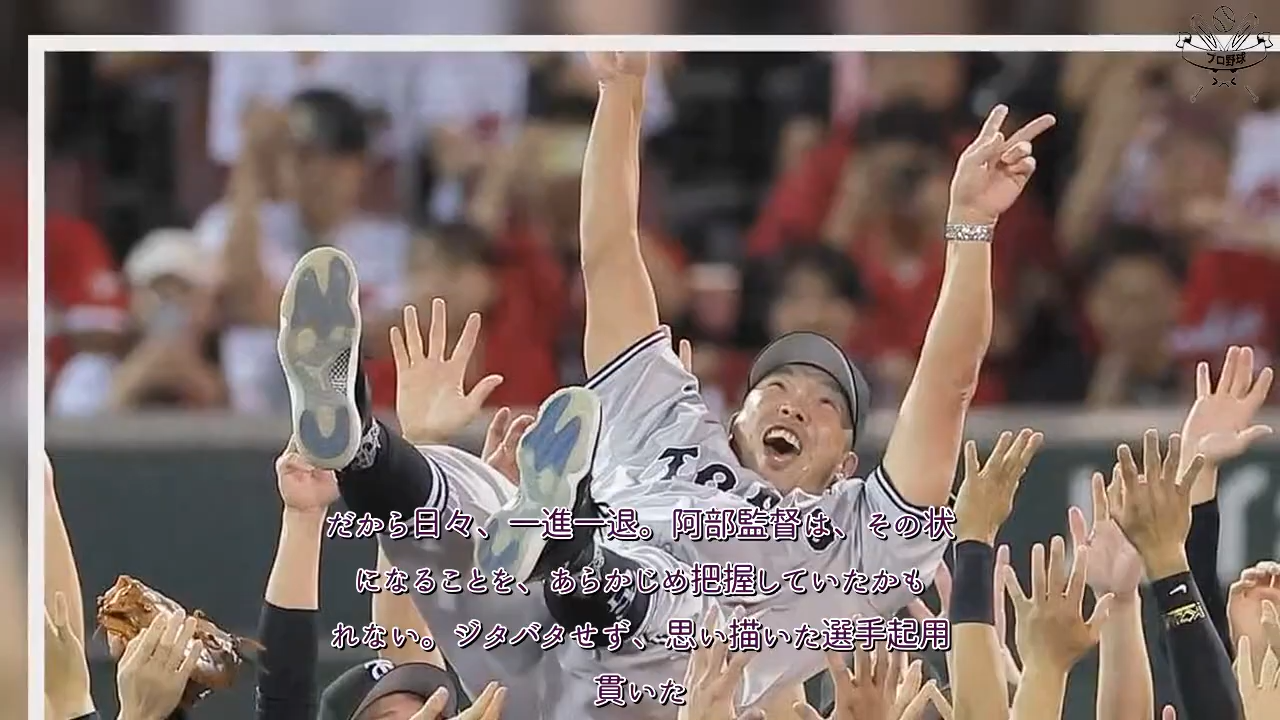 プロ野球
だから日々、一進一退。阿部監督は、その状
になることを、あらかじめ把握していたかも
れない。ジタバタせず、思い描いた選手起用
貫いた